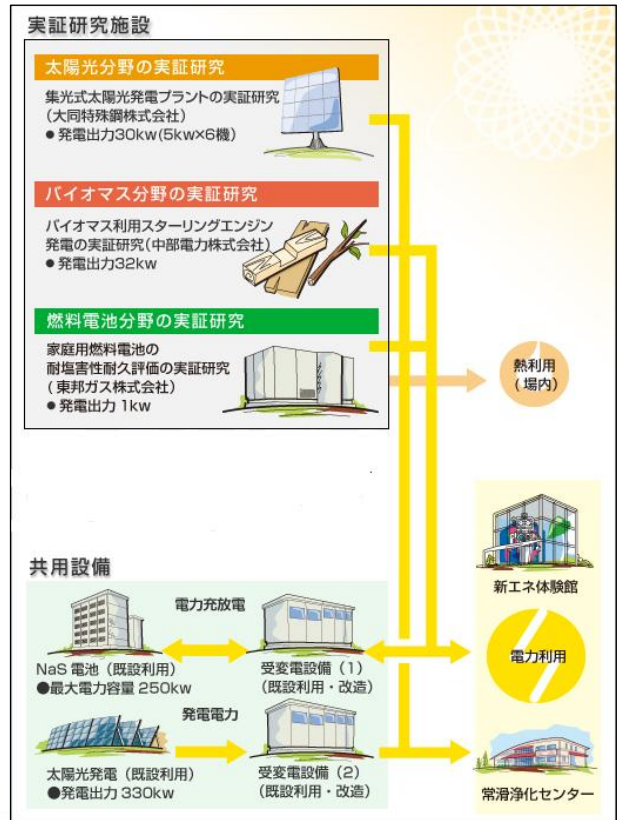 実証研究施設
太陽光分野の実証研究
集光式太陽光発電プラントの実証研究
(大同特殊鋼株式会社)
● 発電出力30kw(5kw×6機)
バイオマス分野の実証研究
バイオマス利用スターリングエンジン
発電の実証研究(中部電力株式会社)
● 発電出力32kw
燃料電池分野の実証研究
家庭用燃料電池の
耐塩害性耐久評価の実証研究
(東邦ガス株式会社)
● 発電出力 1kw
熱利用
(場内)
共用設備
電力充放電
NaS 電池(既設利用)
●最大電力容量 250kw
受変電設備(1)
(既設利用・改造)
発電電力
太陽光発電(既設利用)
●発電出力 330kw
受変電設備(2)
(既設利用・改造)
新エネ体験館
電力利用
常滑浄化センター